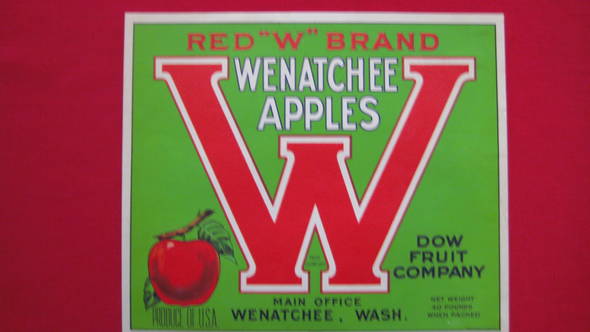 RED "W" BRAND
WENATCHEE
APPLES
W
DOW
FRUIT
COMPANY
PRODUCE OF U.S.A.
MAIN OFFICE
WENATCHEE, WASH.
NET WEIGHT
40 POUNDS
WHEN PACKED